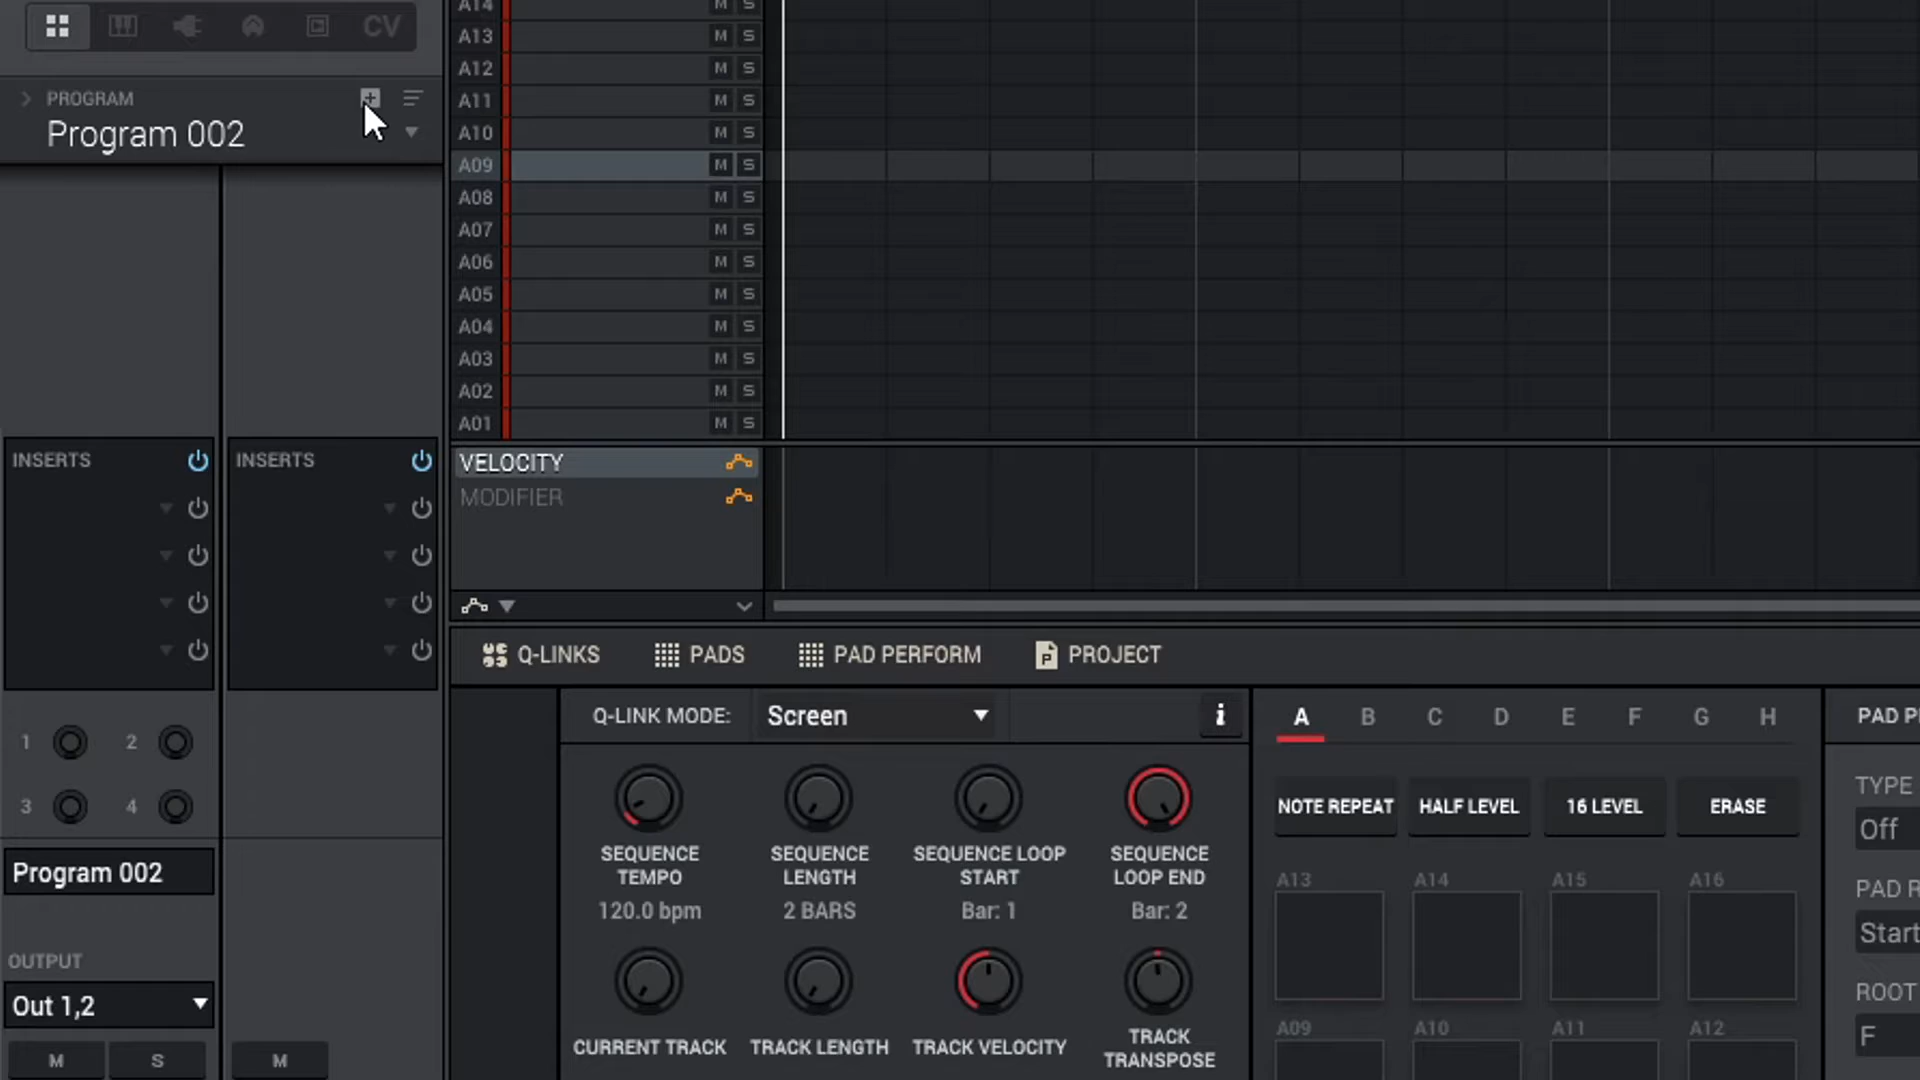 CV
PROGRAM
Program 002
A14 M S
A13 M S
A12 M S
A11 M S
A10 M S
A09 M S
A08 M S
A07 M S
A06 M S
A05 M S
A04 M S
A03 M S
A02 M S
A01 M S
INSERTS
INSERTS
VELOCITY
MODIFIER
Q-LINKS PADS PAD PERFORM PROJECT
1 2
3 4
Program 002
OUTPUT
Out 1,2
M S M
Q-LINK MODE: Screen i
SEQUENCE
TEMPO
120.0 bpm
SEQUENCE
LENGTH
2 BARS
SEQUENCE LOOP
START
Bar: 1
SEQUENCE
LOOP END
Bar: 2
CURRENT TRACK
TRACK LENGTH
TRACK VELOCITY
TRACK
TRANSPOSE
A B C D E F G H
NOTE REPEAT HALF LEVEL 16 LEVEL ERASE
A13 A14 A15 A16
A09 A10 A11 A12
PAD P
TYPE
Off
PAD R
Start
ROOT
F